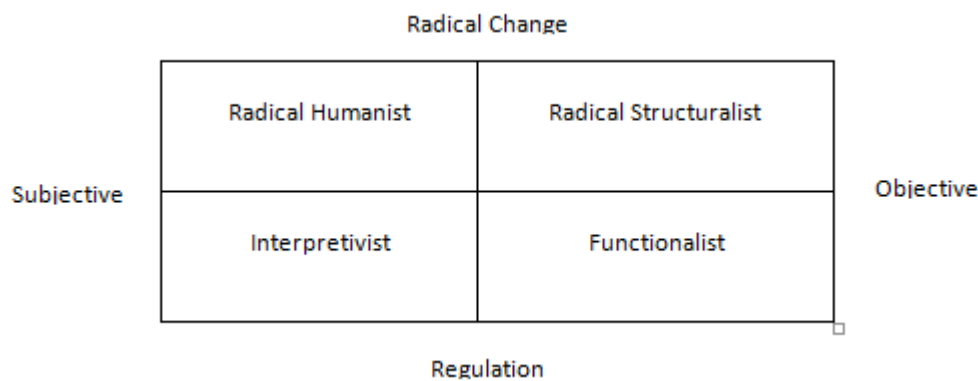 Radical Change
Radical Humanist
Radical Structuralist
Subjective
Objective
Interpretivist
Functionalist
Regulation